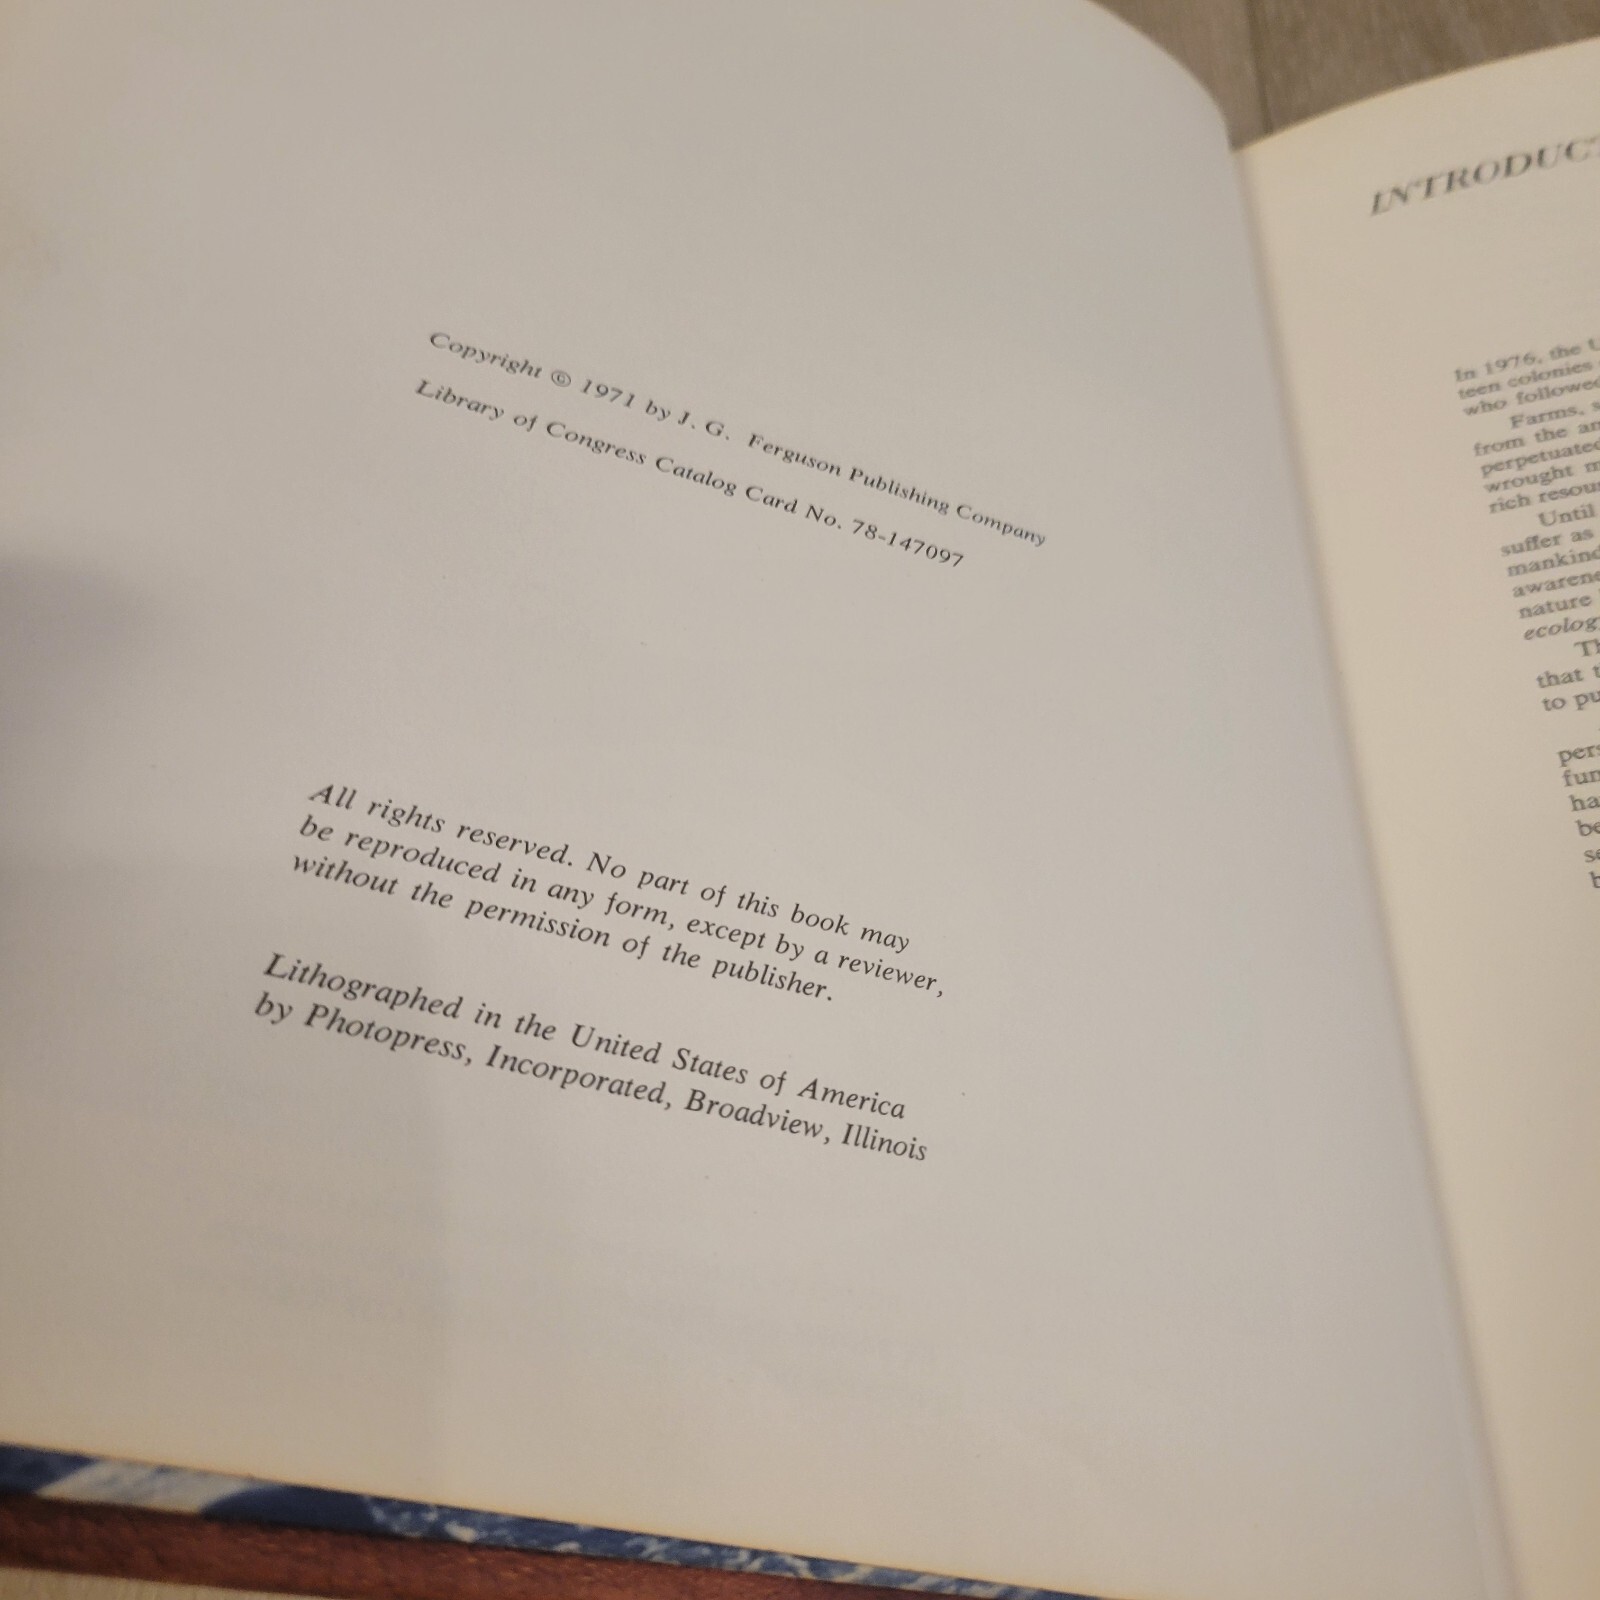 Copyright © 1971 by J. G. Ferguson Publishing Company
Library of Congress Catalog Card No. 78-147097
All rights reserved. No part of this book may
be reproduced in any form, except by a reviewer,
without the permission of the publisher.
Lithographed in the United States of America
by Photopress, Incorporated, Broadview, Illinois
In 1976, the
teen colonies
who followed
Farms,
from the
perpetuated
wrought
rich
Until
suffer as
mankind
nature
that
to